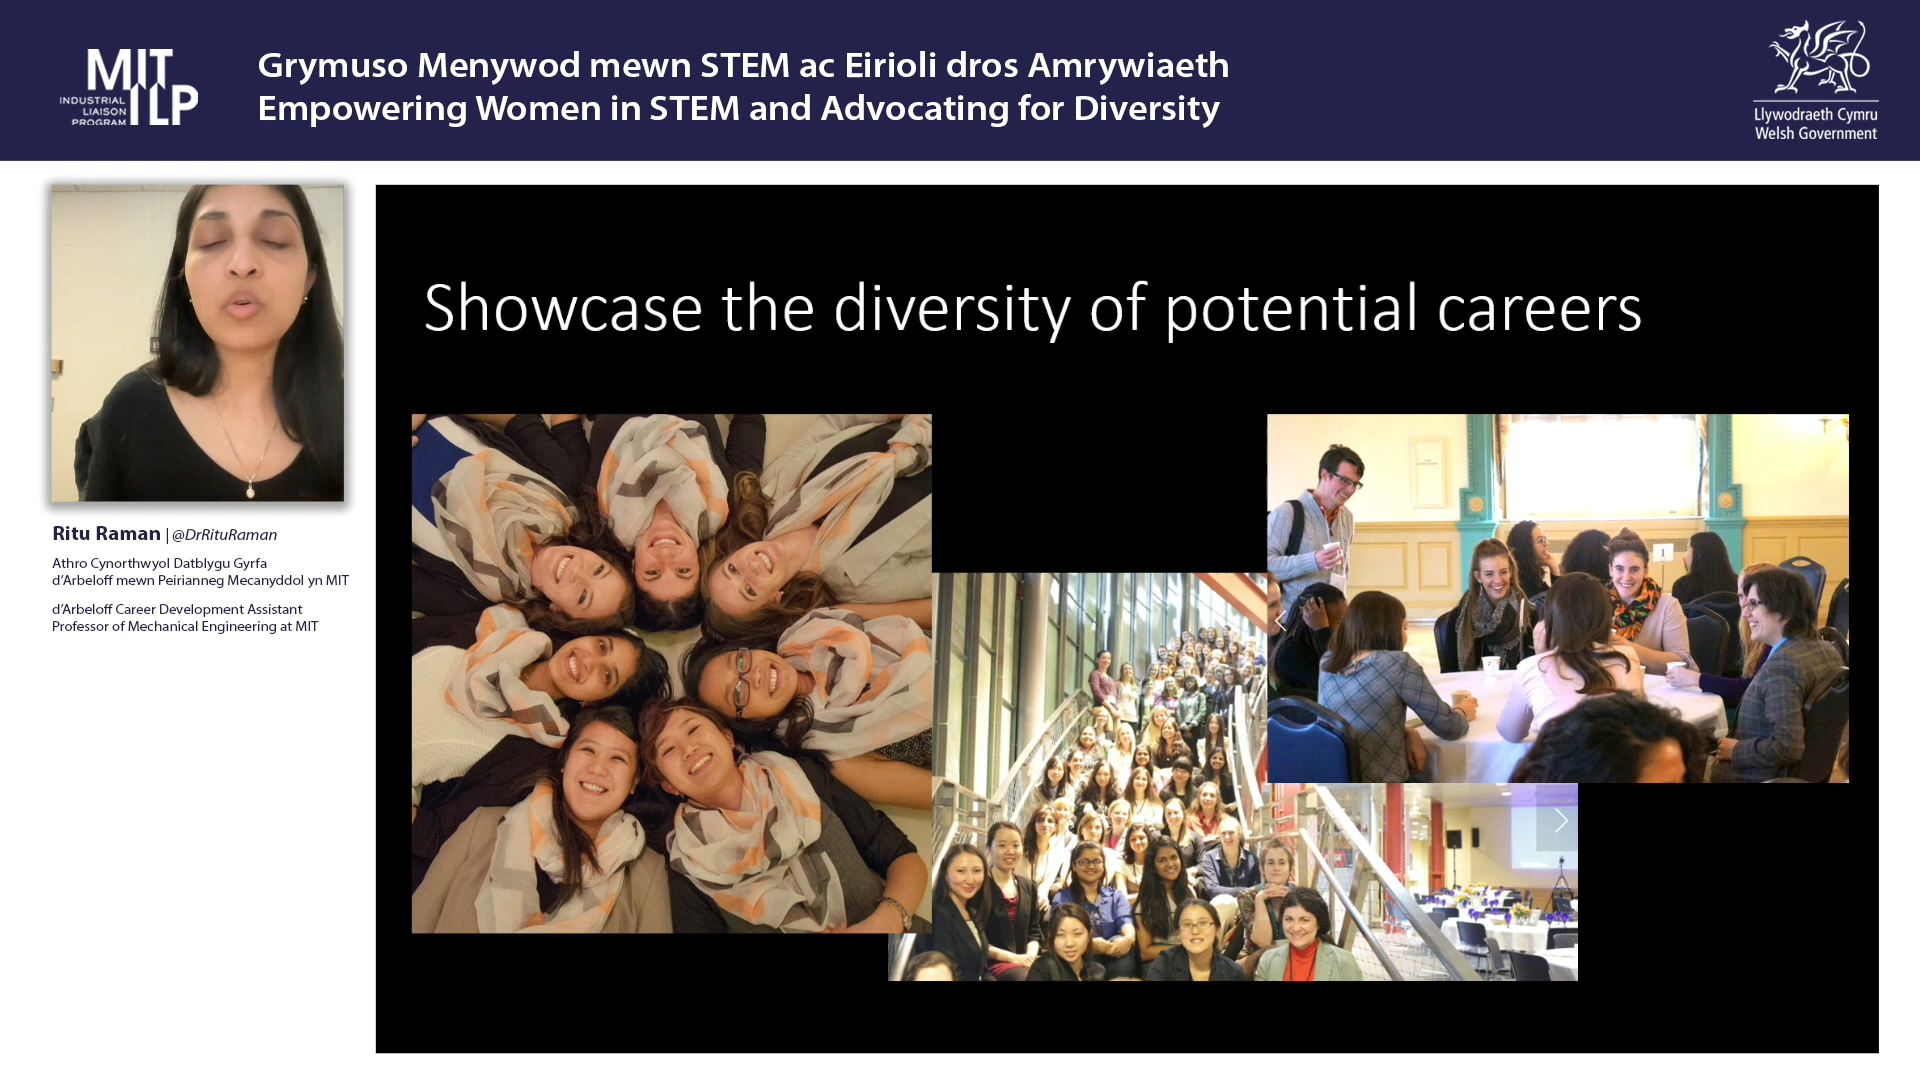 MIT
ILP
INDUSTRIAL
LIAISON
PROGRAM
Grymuso Menywod mewn STEM ac Eirioli dros Amrywiaeth
Empowering Women in STEM and Advocating for Diversity
Llywodraeth Cymru
Welsh Government
Ritu Raman | @DrRituRaman
Athro Cynorthwyol Datblygu Gyrfa
d’Arbeloff mewn Peirianneg Mecanyddol yn MIT
d’Arbeloff Career Development Assistant
Professor of Mechanical Engineering at MIT
Showcase the diversity of potential careers
1